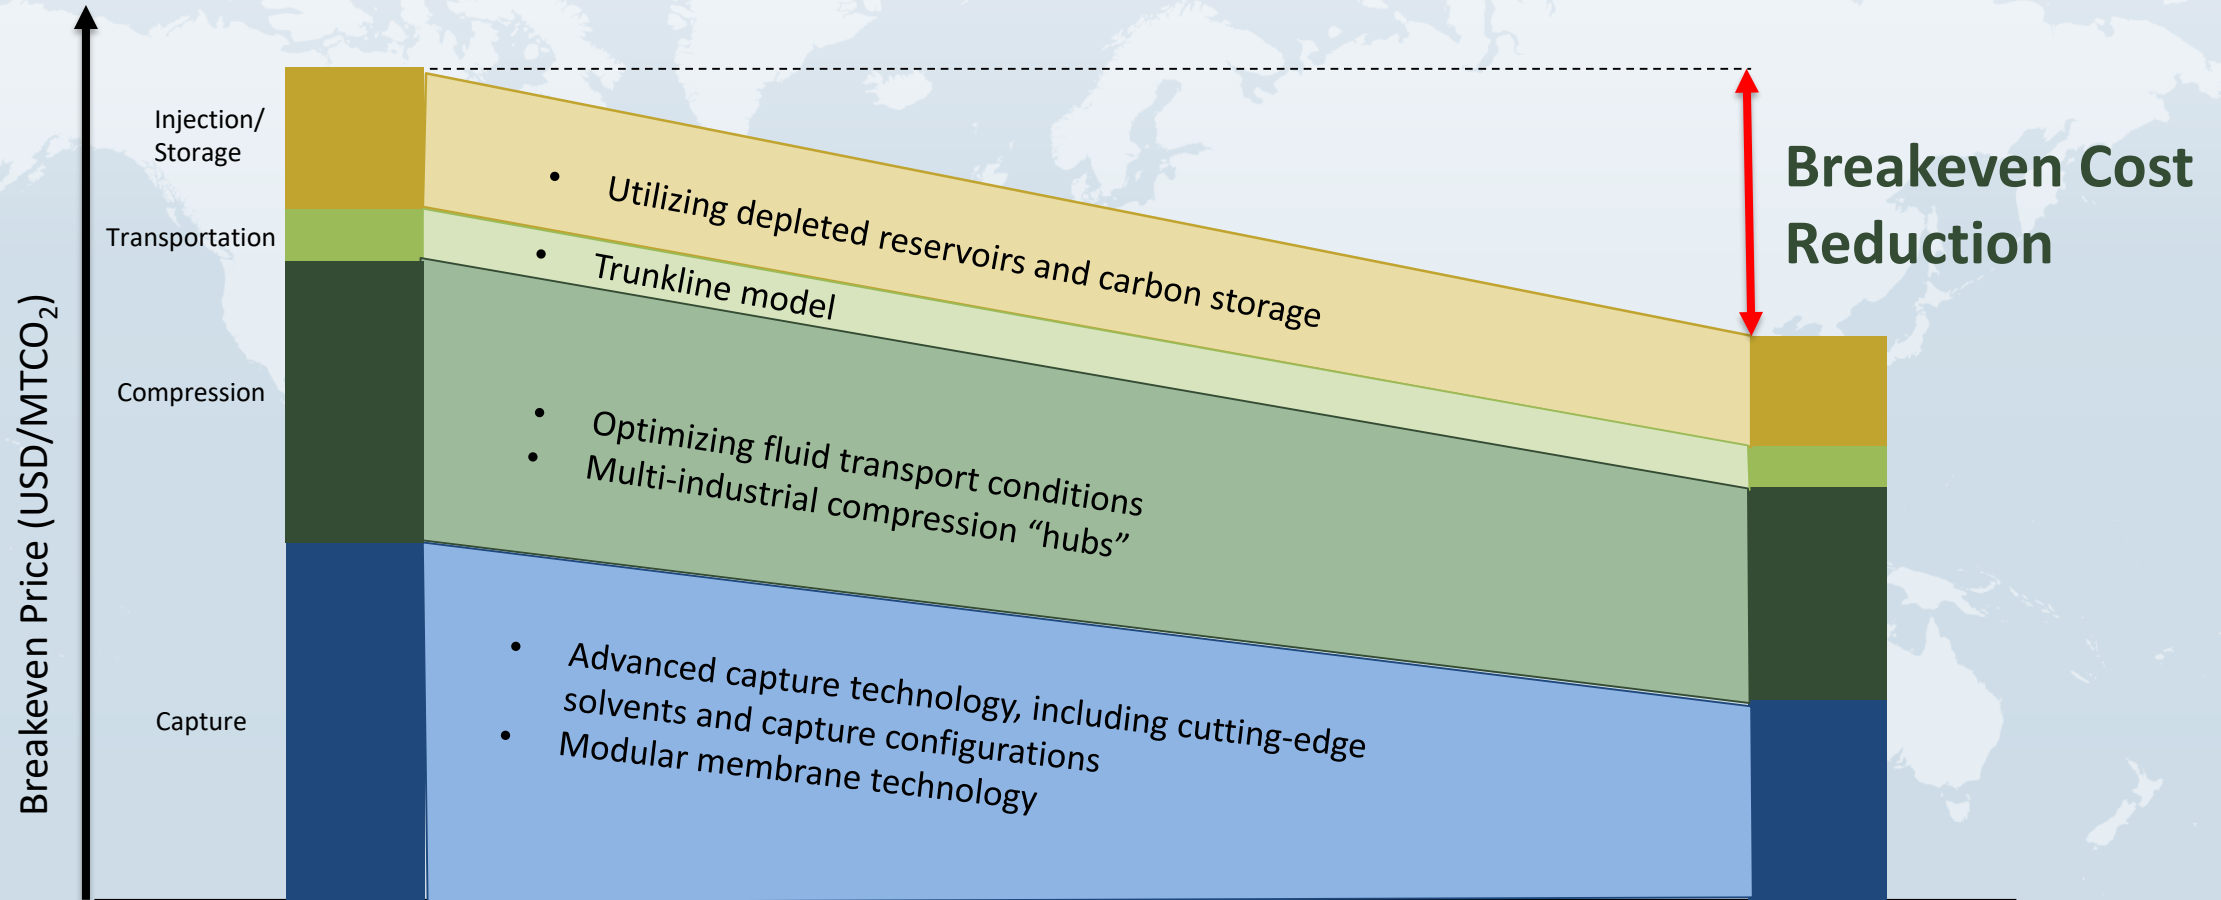 Breakeven Price (USD/MTCO₂)
Injection/
Storage
Transportation
Compression
Capture
• Utilizing depleted reservoirs and carbon storage
• Trunkline model
• Optimizing fluid transport conditions
• Multi-industrial compression “hubs”
• Advanced capture technology, including cutting-edge
solvents and capture configurations
• Modular membrane technology
Breakeven Cost
Reduction